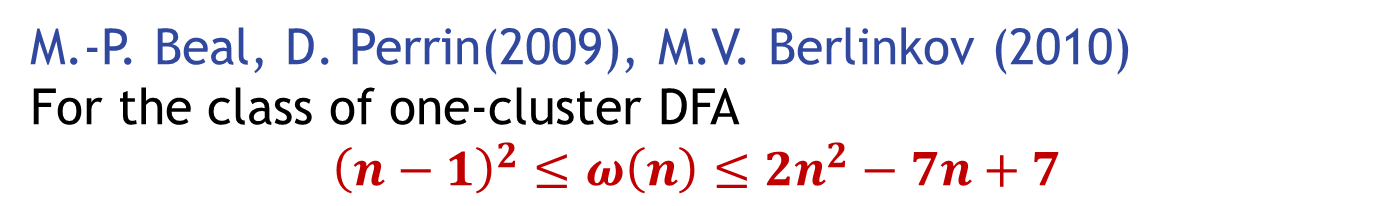 M.-P. Beal, D. Perrin(2009), M.V. Berlinkov (2010)
For the class of one-cluster DFA
(n − 1)² ≤ ω(n) ≤ 2n² − 7n + 7